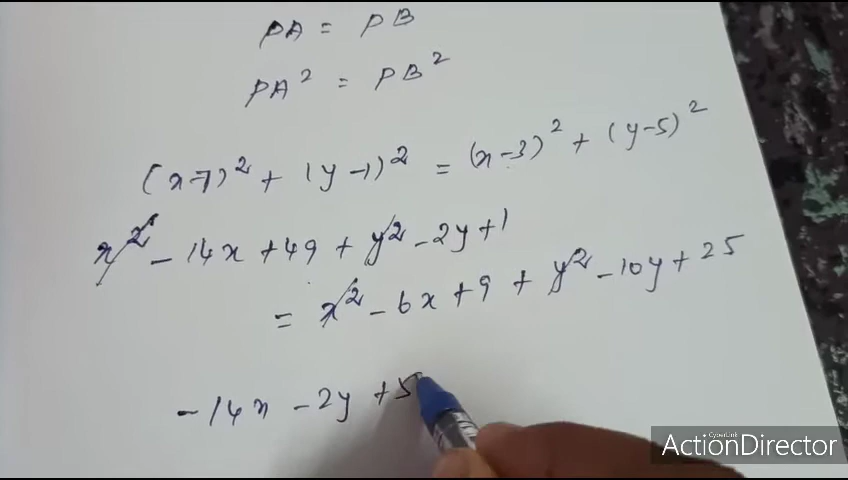 PA = PB
PA² = PB²
(x-7)² + (y-1)² = (x-3)² + (y-5)²
x² - 14x + 49 + y² - 2y + 1
= x² - 6x + 9 + y² - 10y + 25
- 14x - 2y + 5
CyberLink
ActionDirector